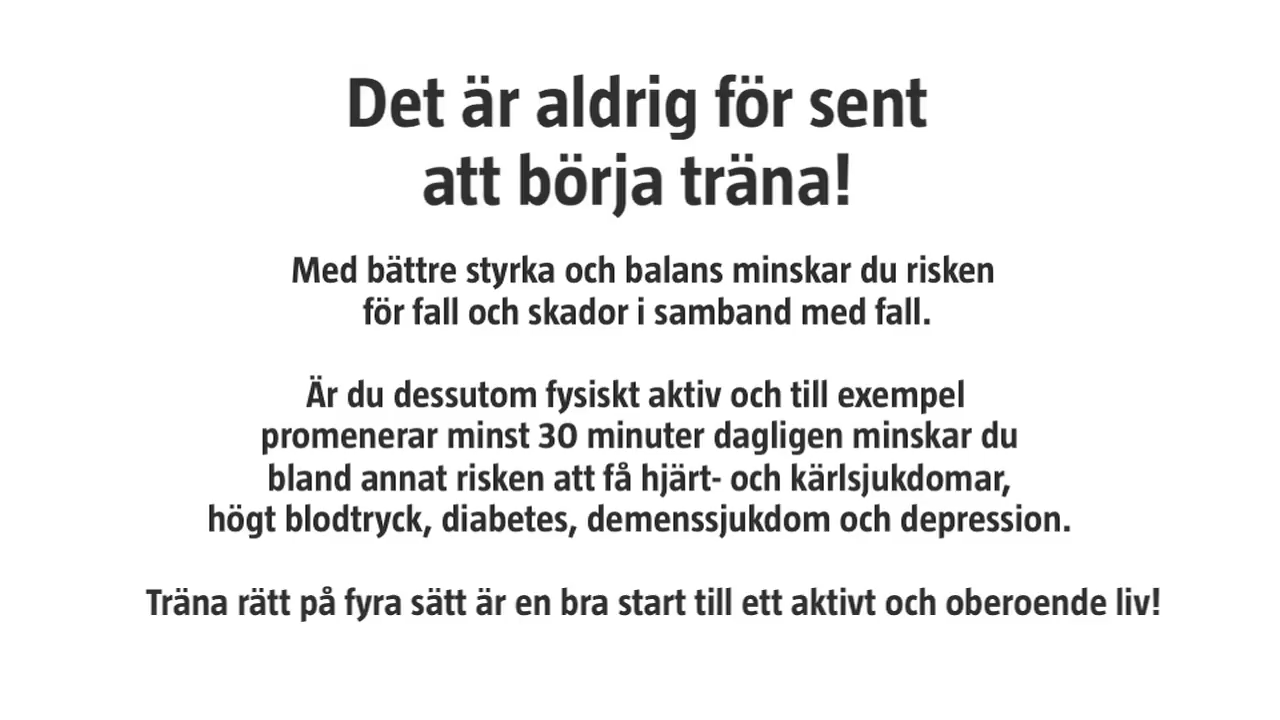 Det är aldrig för sent
att börja träna!
Med bättre styrka och balans minskar du risken
för fall och skador i samband med fall.
Är du dessutom fysiskt aktiv och till exempel
promenerar minst 30 minuter dagligen minskar du
bland annat risken att få hjärt- och kärlsjukdomar,
högt blodtryck, diabetes, demenssjukdom och depression.
Träna rätt på fyra sätt är en bra start till ett aktivt och oberoende liv!